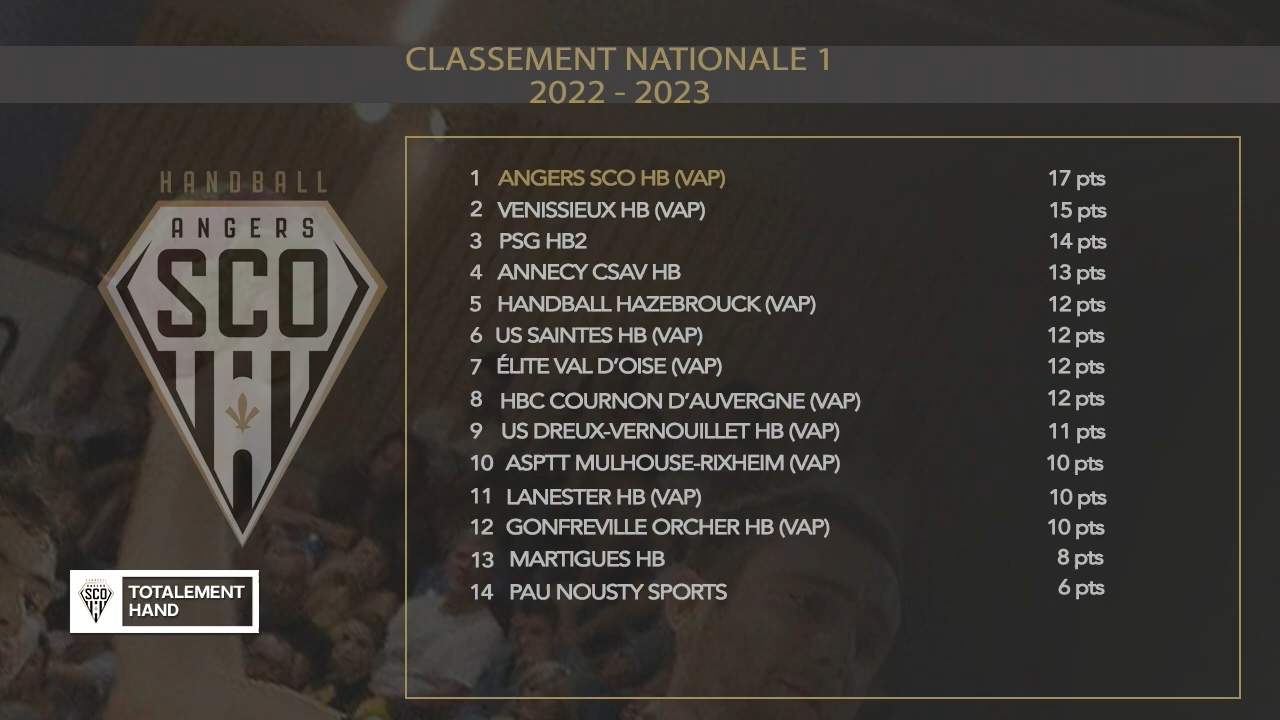 CLASSEMENT NATIONALE 1
2022 - 2023
HANDBALL
ANGERS
SCO
1 ANGERS SCO HB (VAP) 17 pts
2 VENISSIEUX HB (VAP) 15 pts
3 PSG HB2 14 pts
4 ANNECY CSAV HB 13 pts
5 HANDBALL HAZEBROUCK (VAP) 12 pts
6 US SAINTES HB (VAP) 12 pts
7 ÉLITE VAL D'OISE (VAP) 12 pts
8 HBC COURNON D'AUVERGNE (VAP) 12 pts
9 US DREUX-VERNOUILLET HB (VAP) 11 pts
10 ASPTT MULHOUSE-RIXHEIM (VAP) 10 pts
11 LANESTER HB (VAP) 10 pts
12 GONFREVILLE ORCHER HB (VAP) 10 pts
13 MARTIGUES HB 8 pts
14 PAU NOUSTY SPORTS 6 pts
SCO
TOTALEMENT
HAND